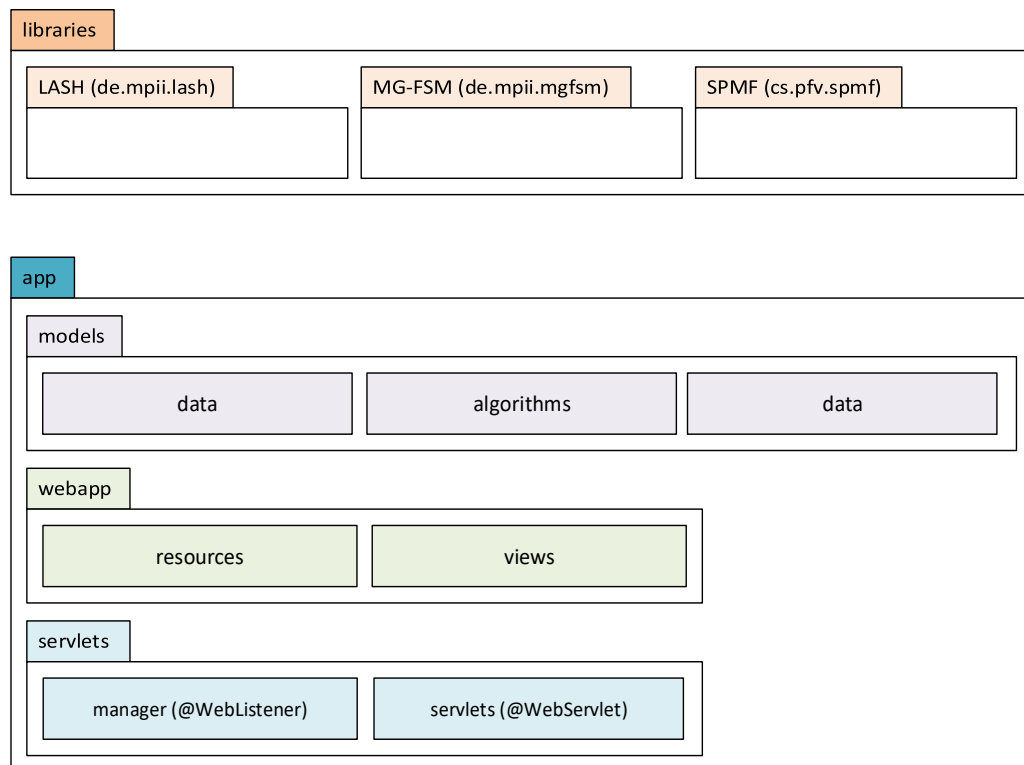 libraries
LASH (de.mpii.lash)
MG-FSM (de.mpii.mgfsm)
SPMF (cs.pfv.spmf)
app
models
data
algorithms
data
webapp
resources
views
servlets
manager (@WebListener)
servlets (@WebServlet)